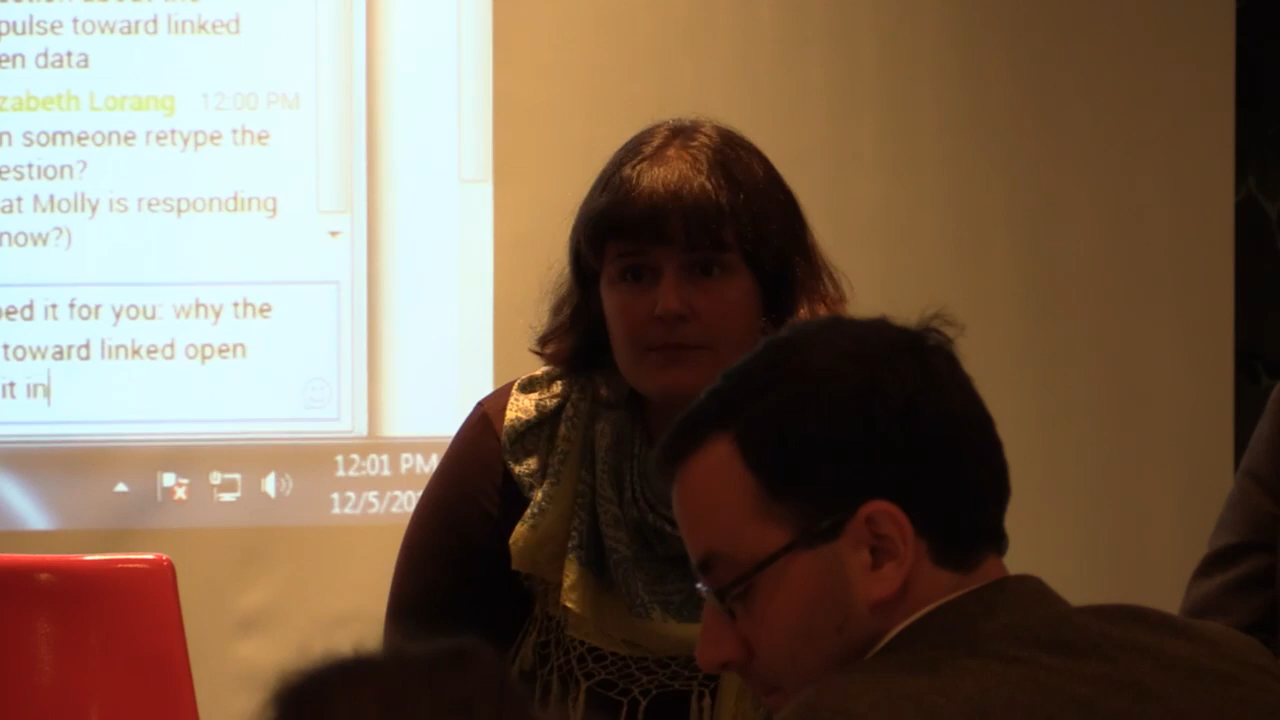 pulse toward linked
en data
zabeth Lorang 12:00 PM
n someone retype the
estion?
at Molly is responding
now?)
ped it for you: why the
toward linked open
it in
12:01 PM
12/5/20